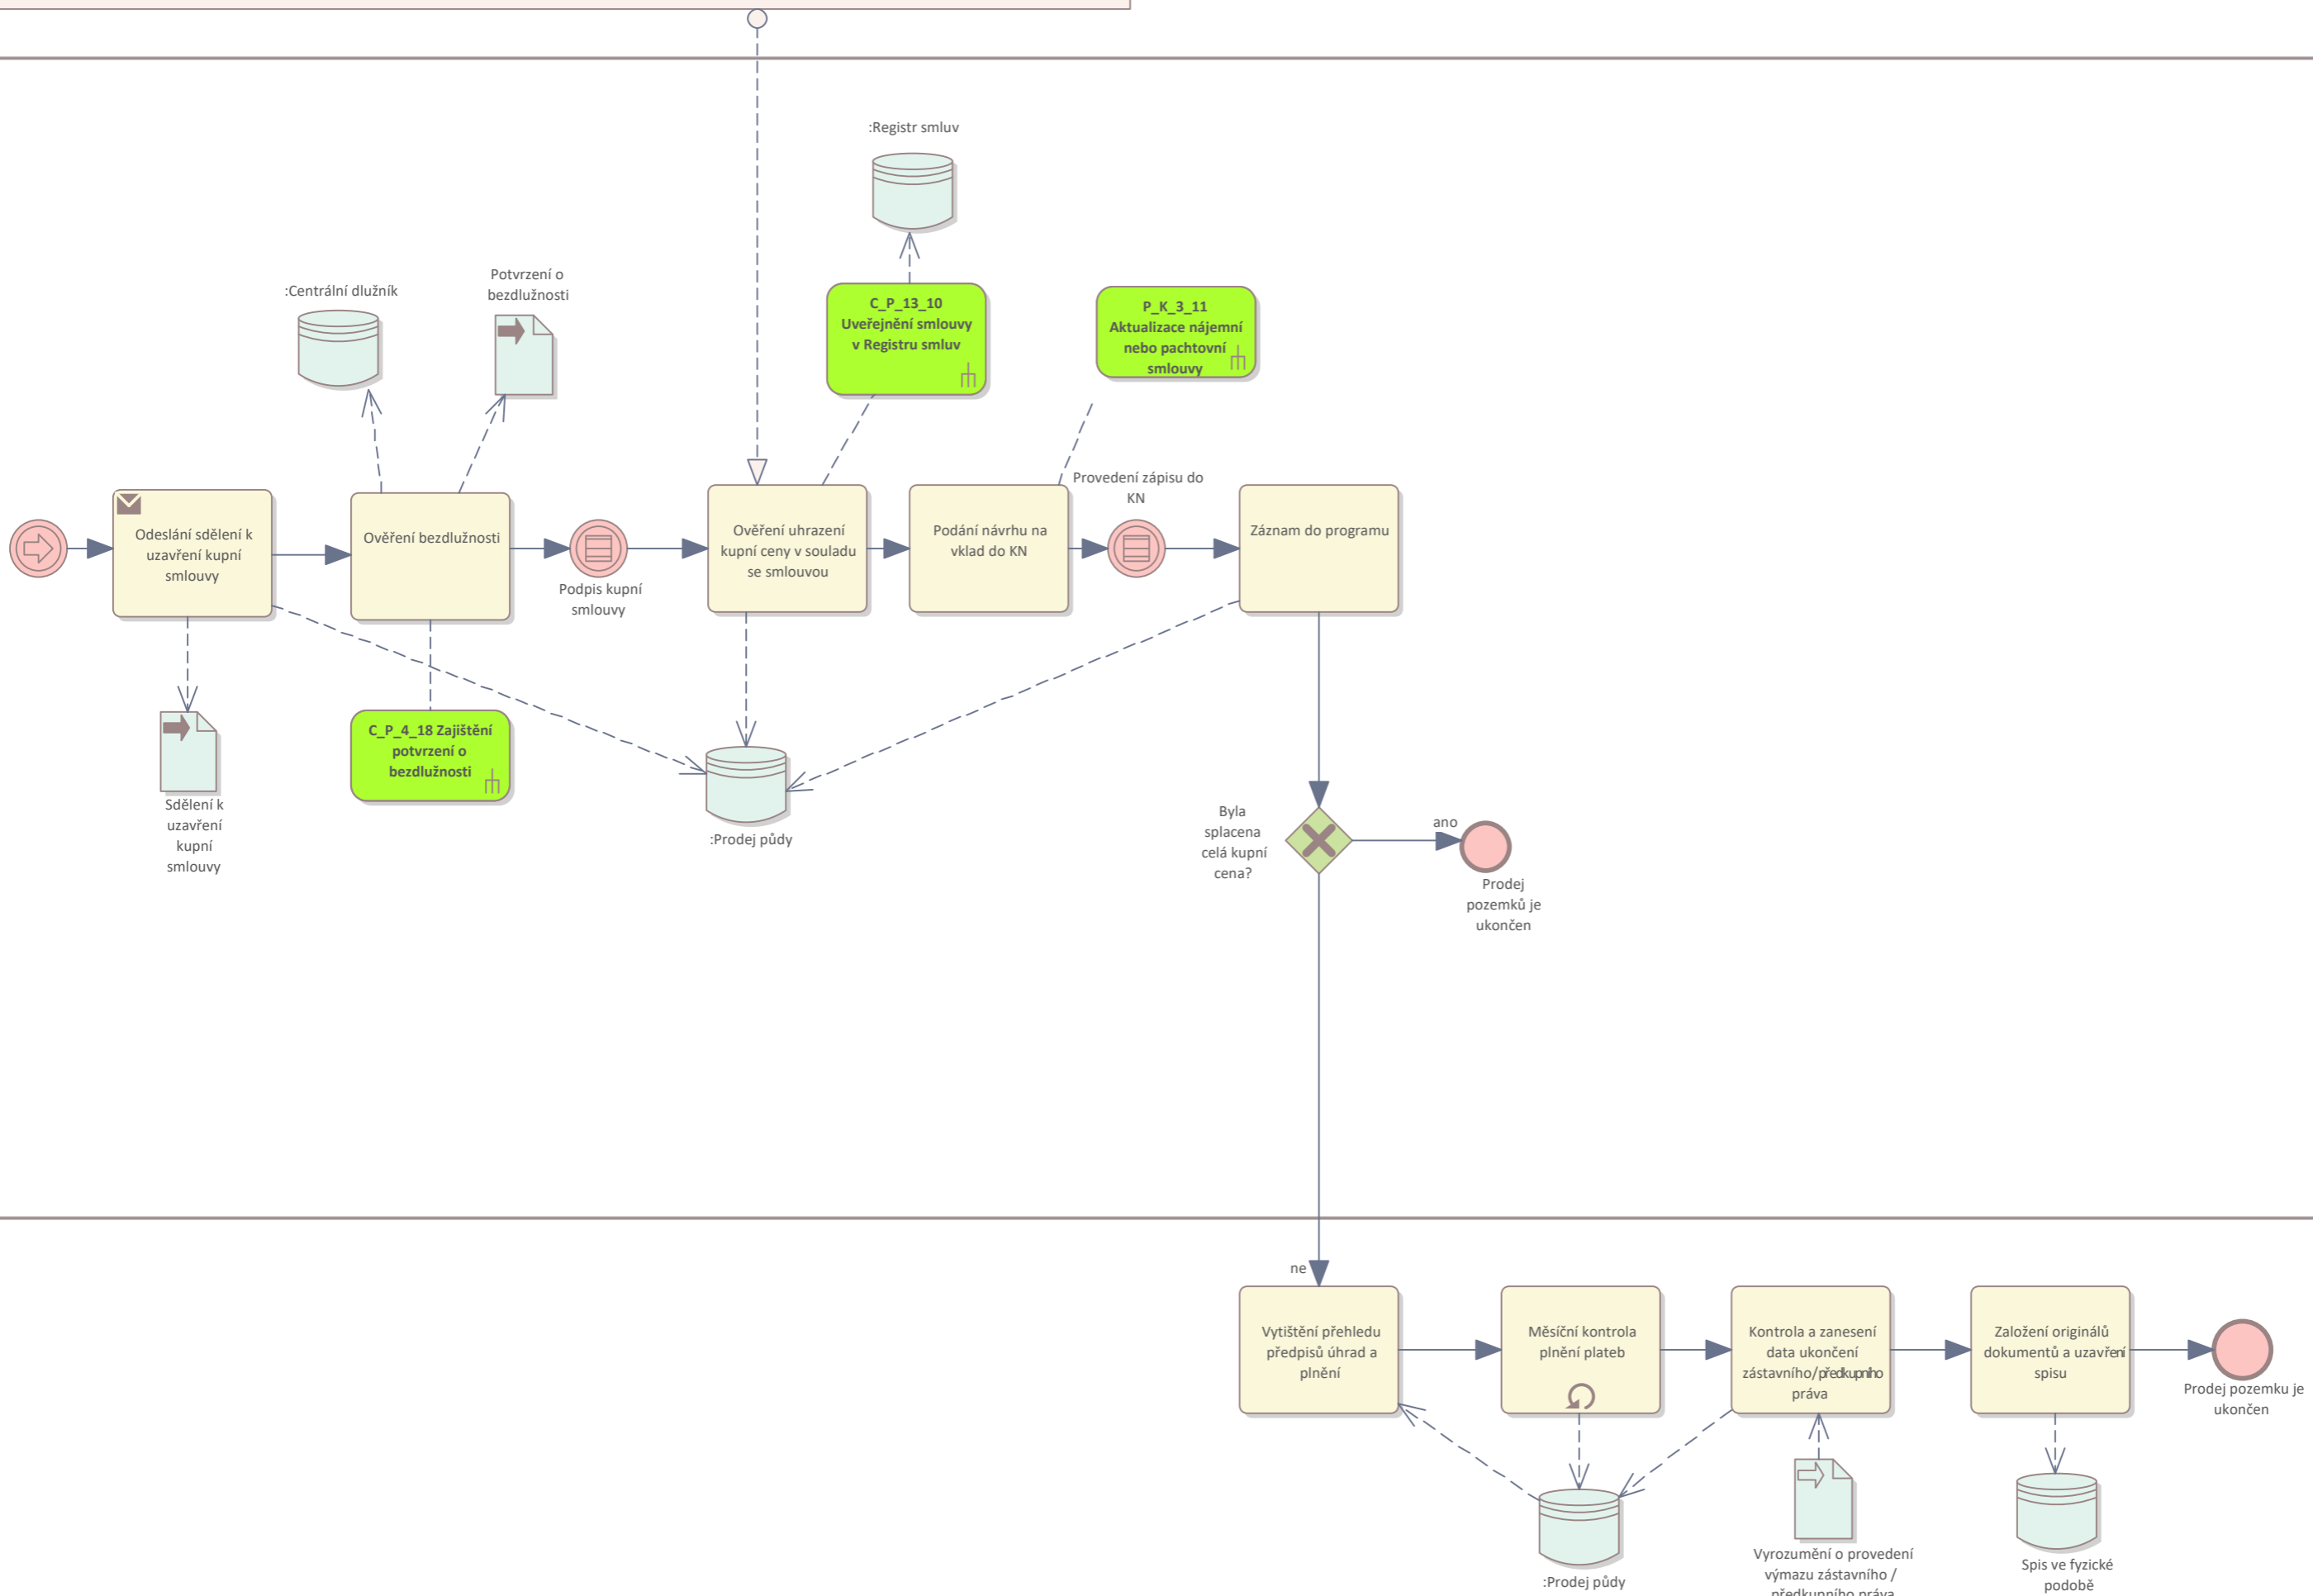 :Registr smluv
:Centrální dlužník
Potvrzení o
bezdlužnosti
C_P_13_10
Uveřejnění smlouvy
v Registru smluv
P_K_3_11
Aktualizace nájemní
nebo pachtovní
smlouvy
Odeslání sdělení k
uzavření kupní
smlouvy
Ověření bezdlužnosti
Podpis kupní
smlouvy
Ověření uhrazení
kupní ceny v souladu
se smlouvou
Podání návrhu na
vklad do KN
Provedení zápisu do
KN
Záznam do programu
Sdělení k
uzavření
kupní
smlouvy
C_P_4_18 Zajištění
potvrzení o
bezdlužnosti
:Prodej půdy
Byla
splacena
celá kupní
cena?
ano
Prodej
pozemků je
ukončen
ne
Vytištění přehledu
předpisů úhrad a
plnění
Měsíční kontrola
plnění plateb
Kontrola a zanesení
data ukončení
zástavního/předkupního
práva
Založení originálů
dokumentů a uzavření
spisu
Prodej pozemku je
ukončen
:Prodej půdy
Vyrozumění o provedení
výmazu zástavního /
předkupního práva
Spis ve fyzické
podobě